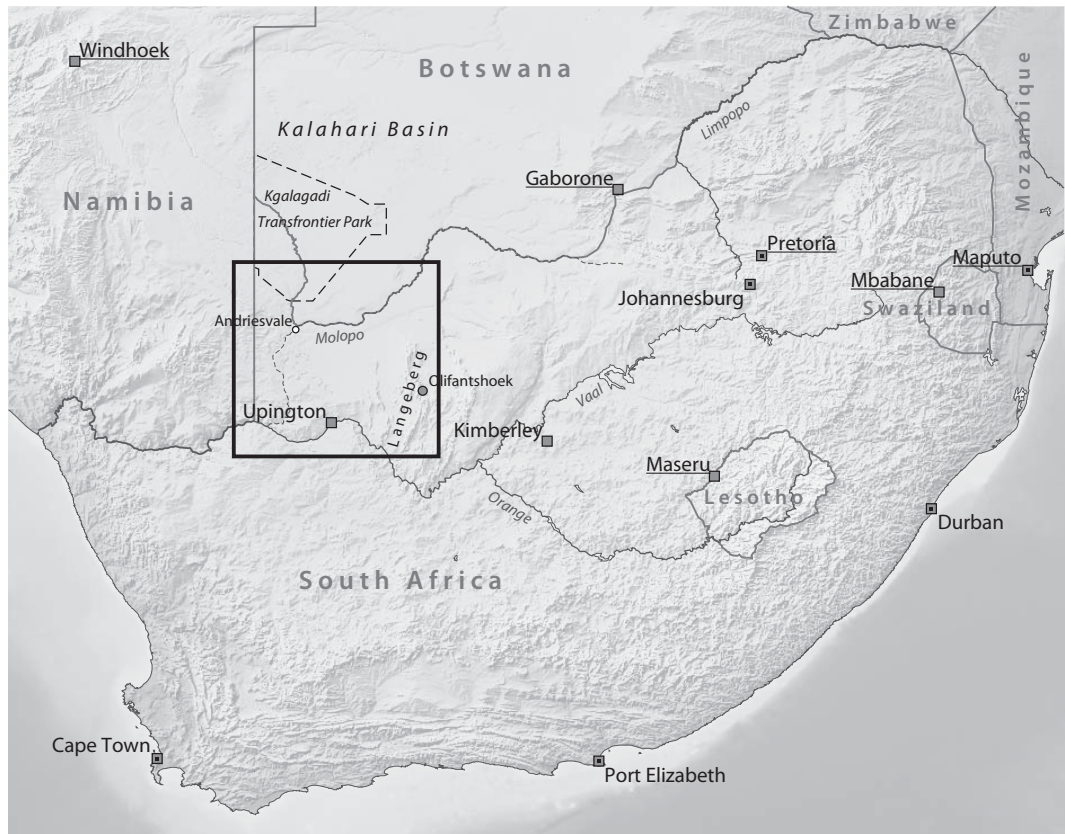 Zimbabwe
Windhoek
Botswana
Mozambique
Limpopo
Kalahari Basin
Gaborone
Kgalagadi
Transfrontier Park
Namibia
Pretoria
Maputo
Mbabane
Johannesburg
Swaziland
Andriesvale
Molopo
Langeberg
Olifantshoek
Vaal
Upington
Kimberley
Maseru
Lesotho
Orange
Durban
South Africa
Cape Town
Port Elizabeth